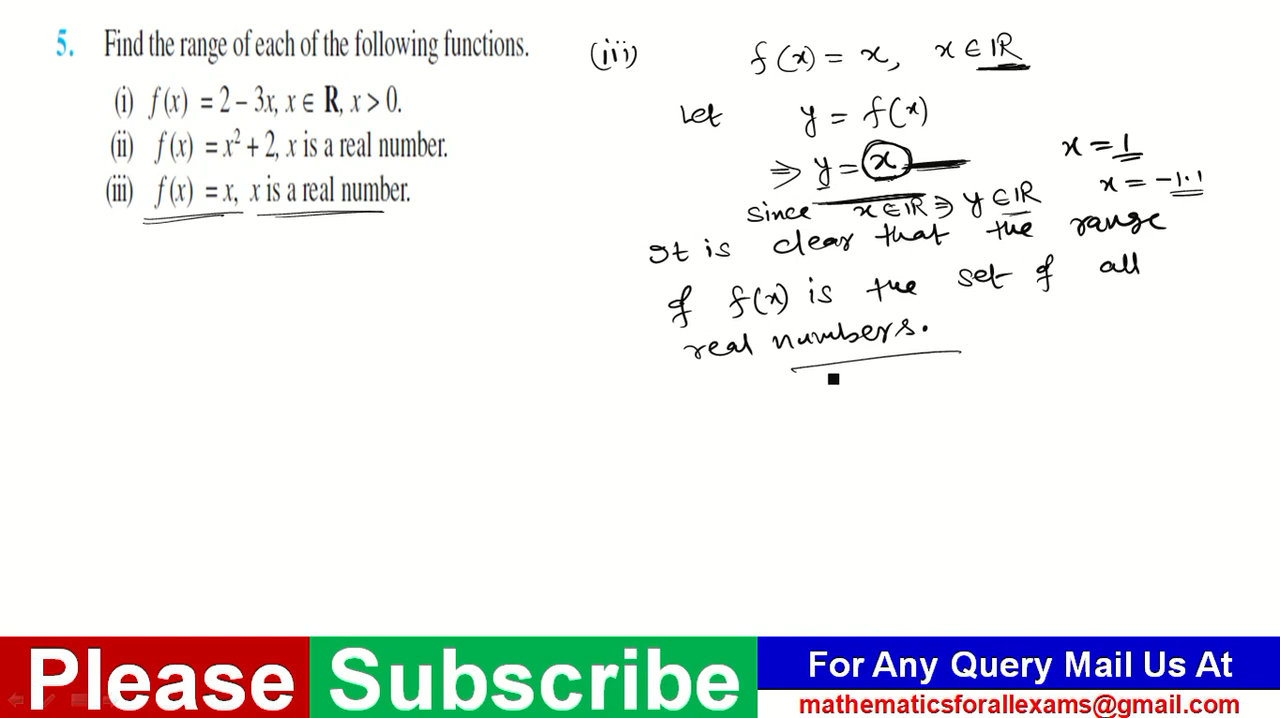 5. Find the range of each of the following functions.
(i) f(x) = 2 – 3x, x ∈ R, x > 0.
(ii) f(x) = x² + 2, x is a real number.
(iii) f(x) = x, x is a real number.
(iii) f(x) = x, x ∈ IR
Let y = f(x)
⇒ y = x
x = 1
x = -1.1
since x ∈ IR ⇒ y ∈ IR
It is clear that the range
of f(x) is the set of all
real numbers.
Please Subscribe
For Any Query Mail Us At
mathematicsforallexams@gmail.com